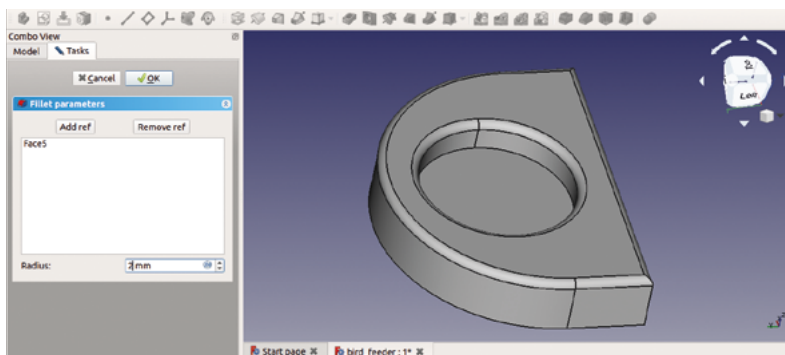 Combo View
Model Tasks
Cancel OK
Fillet parameters
Add ref Remove ref
Face5
Radius: 2 mm
Start page bird_feeder : 1*